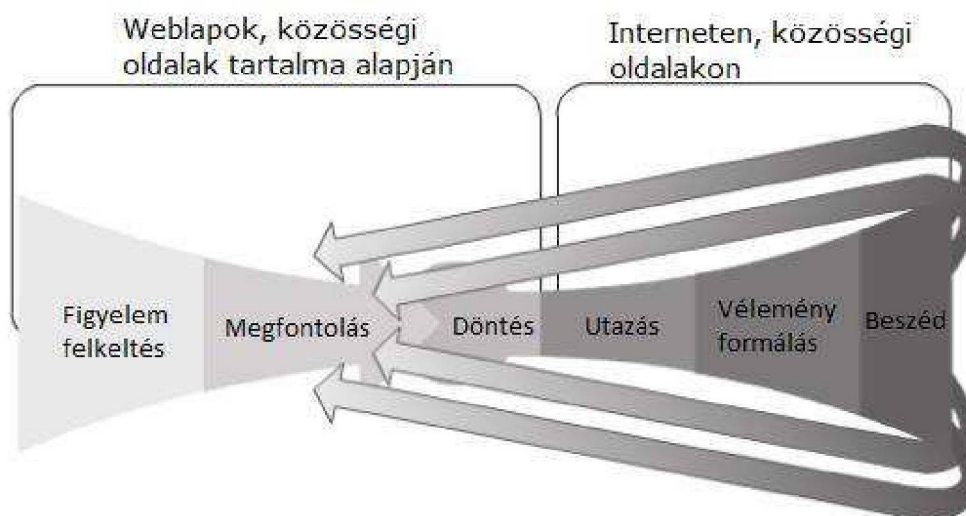 Weblapok, közösségi
oldalak tartalma alapján
Interneten, közösségi
oldalakon
Figyelem
felkeltés
Megfontolás
Döntés
Utazás
Vélemény
formálás
Beszéd